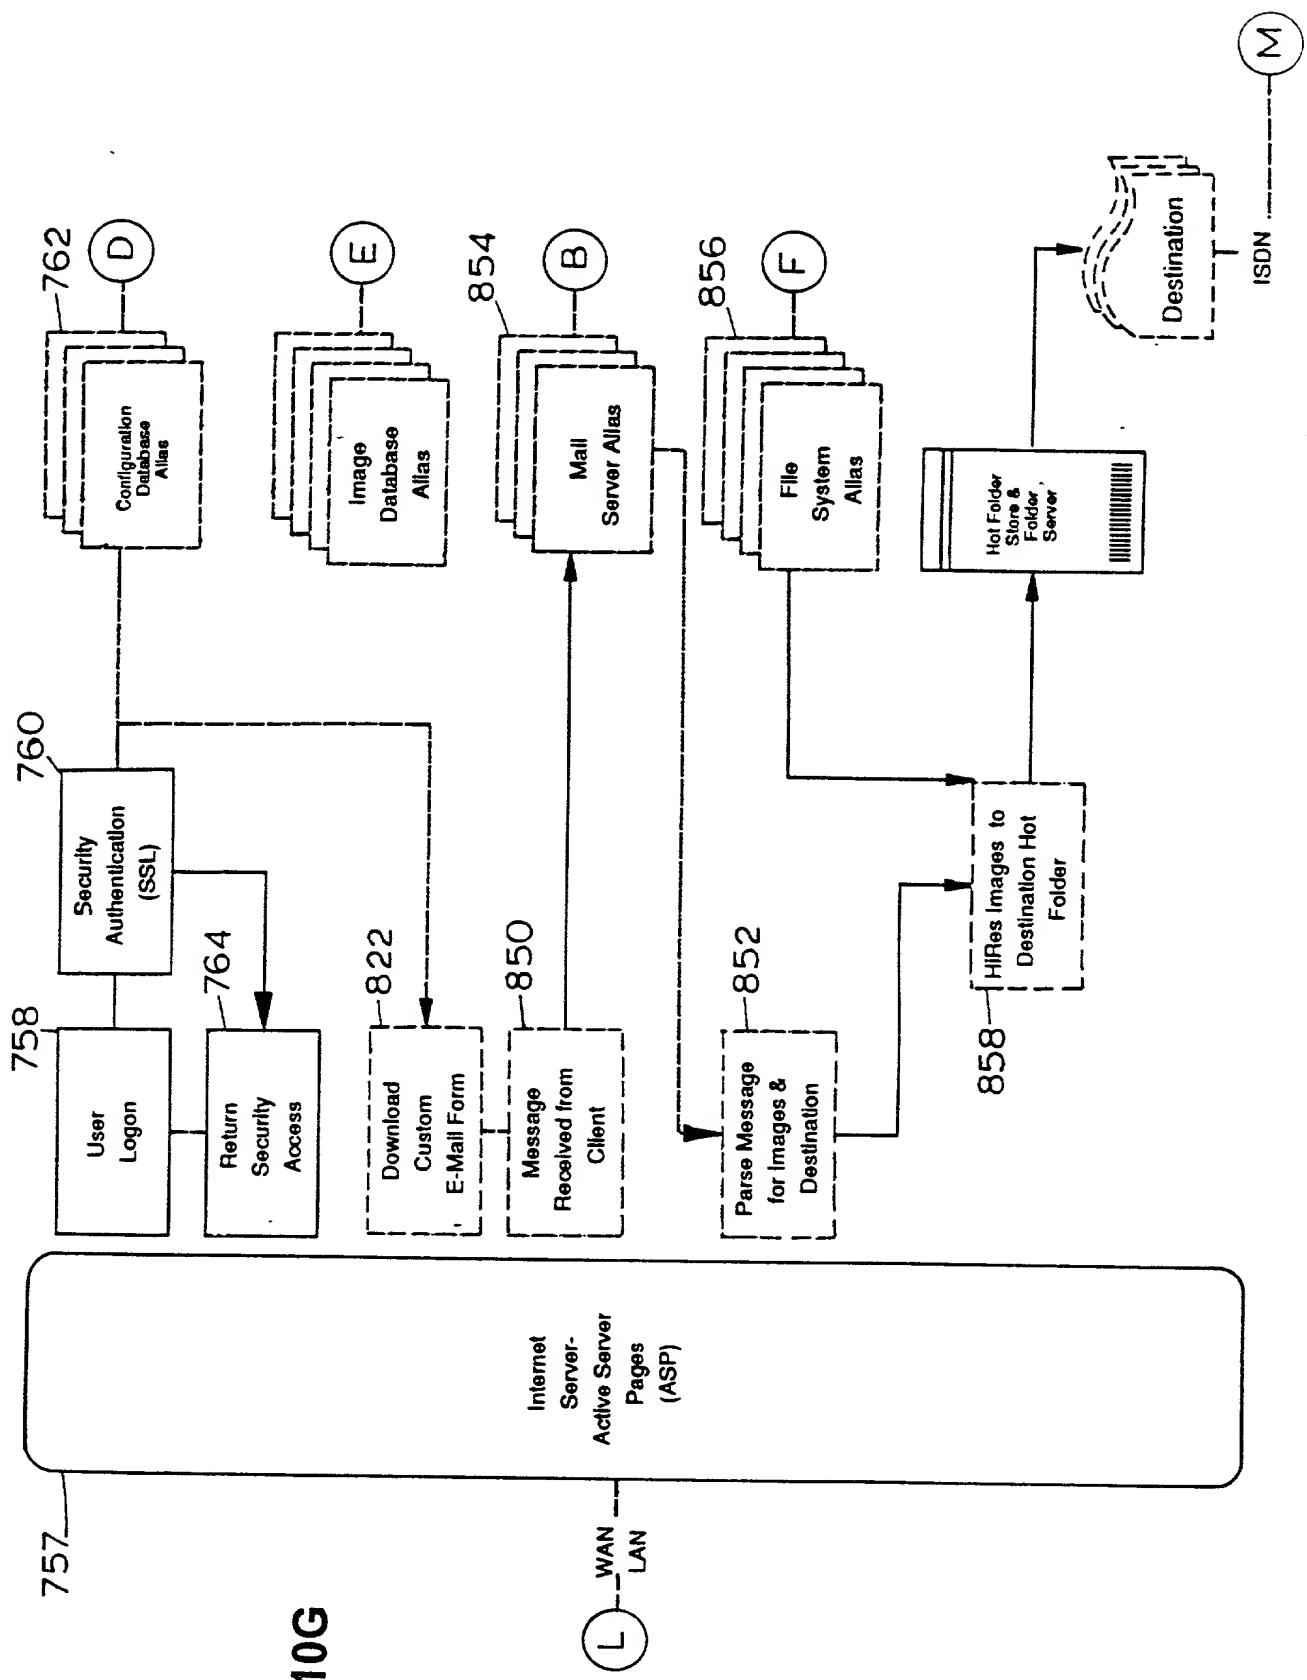 10G
757
L
WAN
LAN
Internet
Server-
Active Server
Pages
(ASP)
758
User
Logon
760
Security
Authentication
(SSL)
764
Return
Security
Access
762
Configuration
Database
Alias
D
Image
Database
Alias
E
822
Download
Custom
E-Mail Form
850
Message
Received from
Client
854
Mail
Server Alias
B
852
Parse Message
for Images &
Destination
856
File
System
Alias
F
858
HiRes Images to
Destination Hot
Folder
Hot Folder
Store &
Folder
Server
Destination
ISDN
M